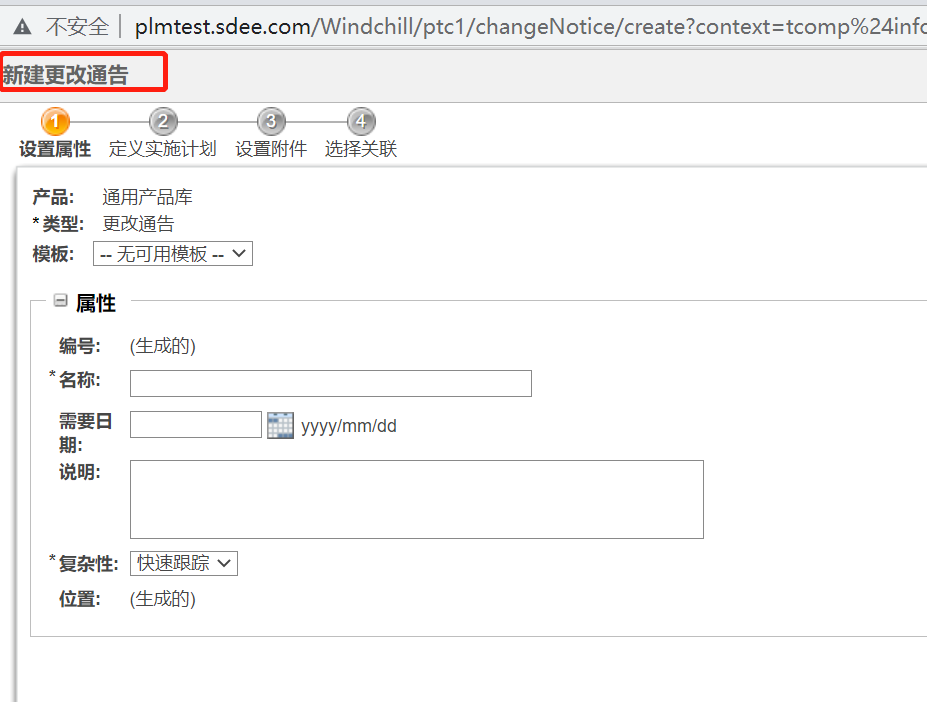 不安全 plmtest.sdee.com/Windchill/ptc1/changeNotice/create?context=tcomp%24info
新建更改通告
1 2 3 4
设置属性 定义实施计划 设置附件 选择关联
产品: 通用产品库
*类型: 更改通告
模板: -- 无可用模板 --
属性
编号: (生成的)
*名称:
需要日期: yyyy/mm/dd
说明:
*复杂性: 快速跟踪
位置: (生成的)